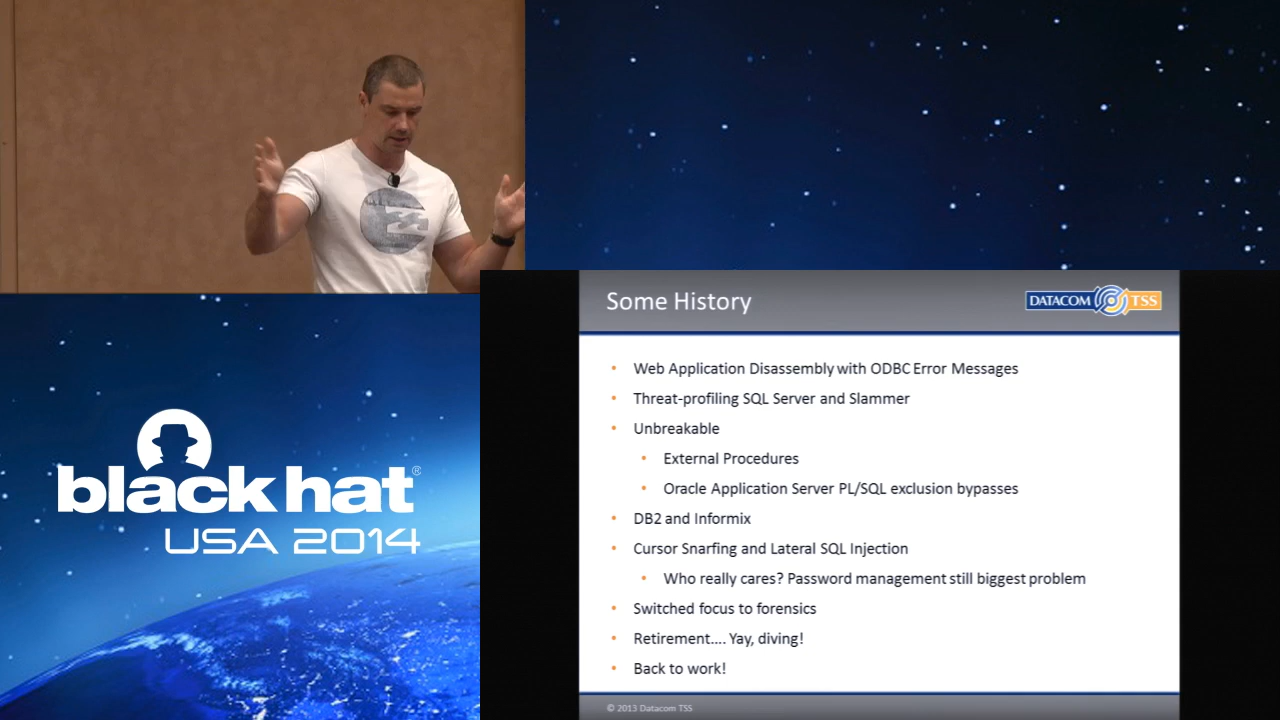 Some History
DATACOM TSS
Web Application Disassembly with ODBC Error Messages
Threat-profiling SQL Server and Slammer
Unbreakable
External Procedures
Oracle Application Server PL/SQL exclusion bypasses
DB2 and Informix
Cursor Snarfing and Lateral SQL Injection
Who really cares? Password management still biggest problem
Switched focus to forensics
Retirement.... Yay, diving!
Back to work!
© 2013 Datacom TSS
black hat®
USA 2014